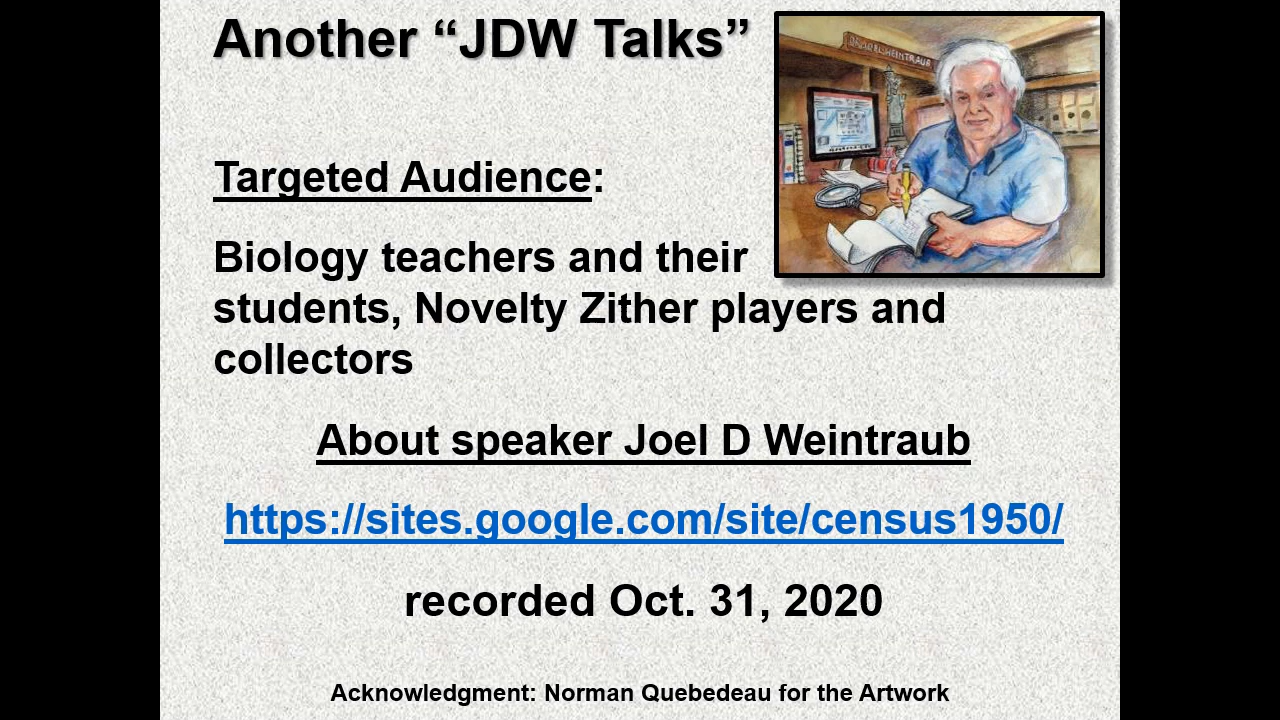 Another “JDW Talks”
WEINTRAUB
Targeted Audience:
Biology teachers and their
students, Novelty Zither players and
collectors
About speaker Joel D Weintraub
https://sites.google.com/site/census1950/
recorded Oct. 31, 2020
Acknowledgment: Norman Quebedeau for the Artwork